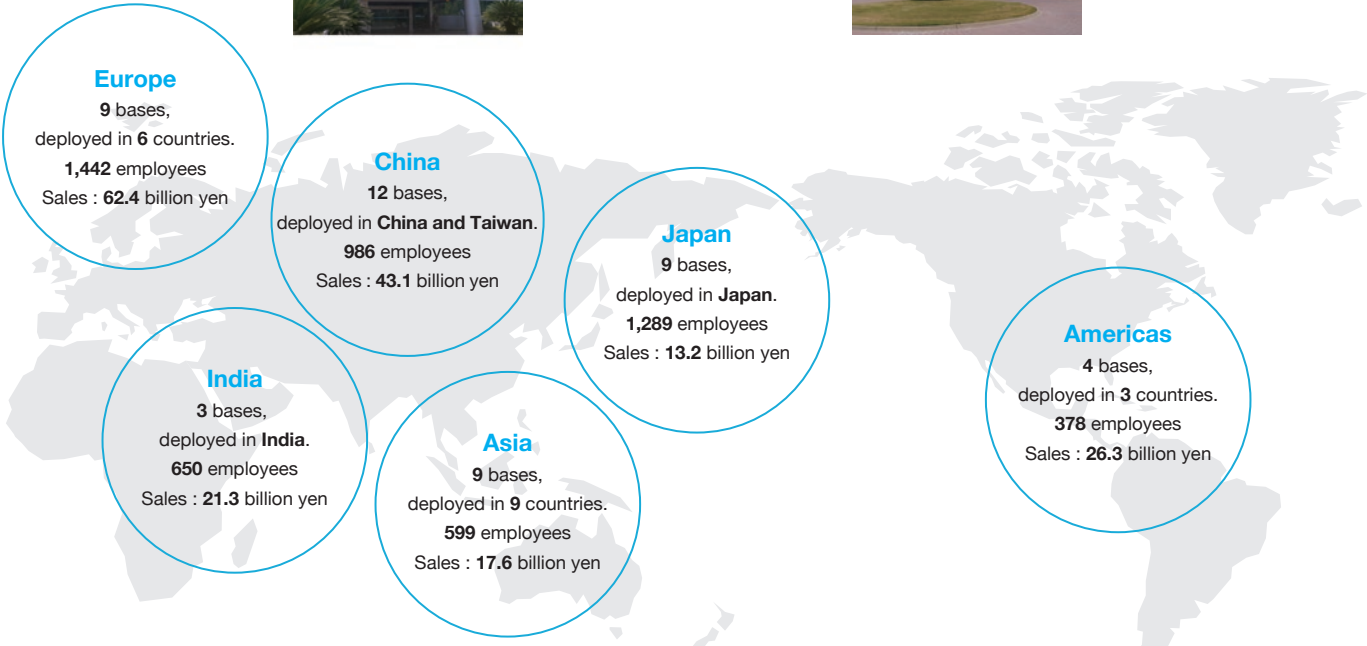 Europe
9 bases,
deployed in 6 countries.
1,442 employees
Sales : 62.4 billion yen
China
12 bases,
deployed in China and Taiwan.
986 employees
Sales : 43.1 billion yen
Japan
9 bases,
deployed in Japan.
1,289 employees
Sales : 13.2 billion yen
Americas
4 bases,
deployed in 3 countries.
378 employees
Sales : 26.3 billion yen
India
3 bases,
deployed in India.
650 employees
Sales : 21.3 billion yen
Asia
9 bases,
deployed in 9 countries.
599 employees
Sales : 17.6 billion yen